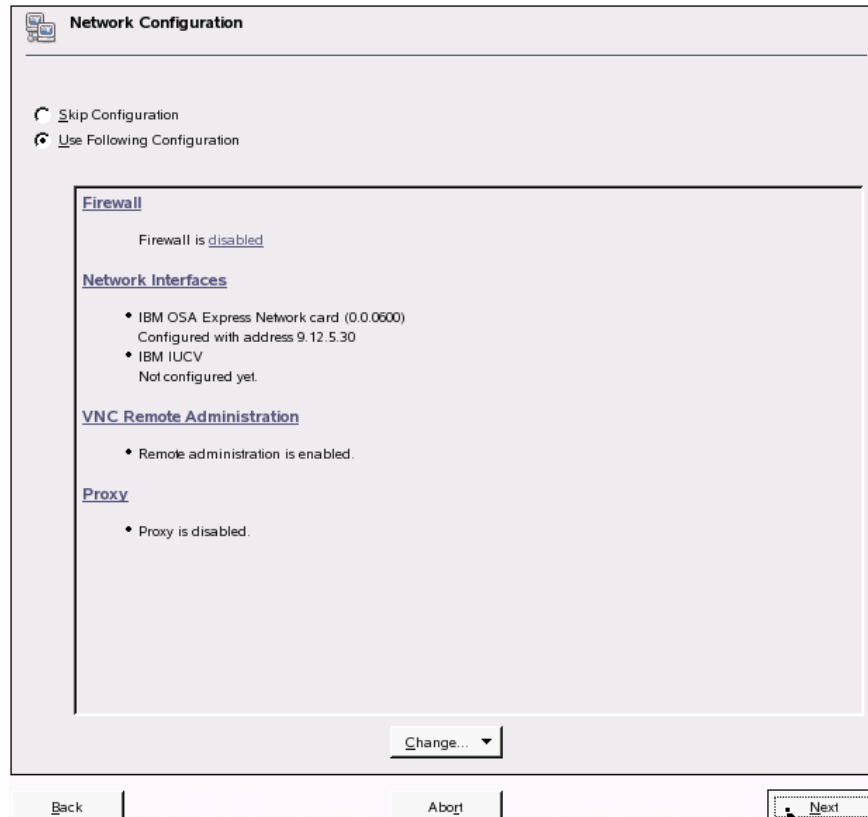 Network Configuration
Skip Configuration
Use Following Configuration
Firewall
Firewall is disabled
Network Interfaces
• IBM OSA Express Network card (0.0.0600)
Configured with address 9.12.5.30
• IBM IUCV
Not configured yet.
VNC Remote Administration
• Remote administration is enabled.
Proxy
• Proxy is disabled.
Change...
Back
Abort
Next